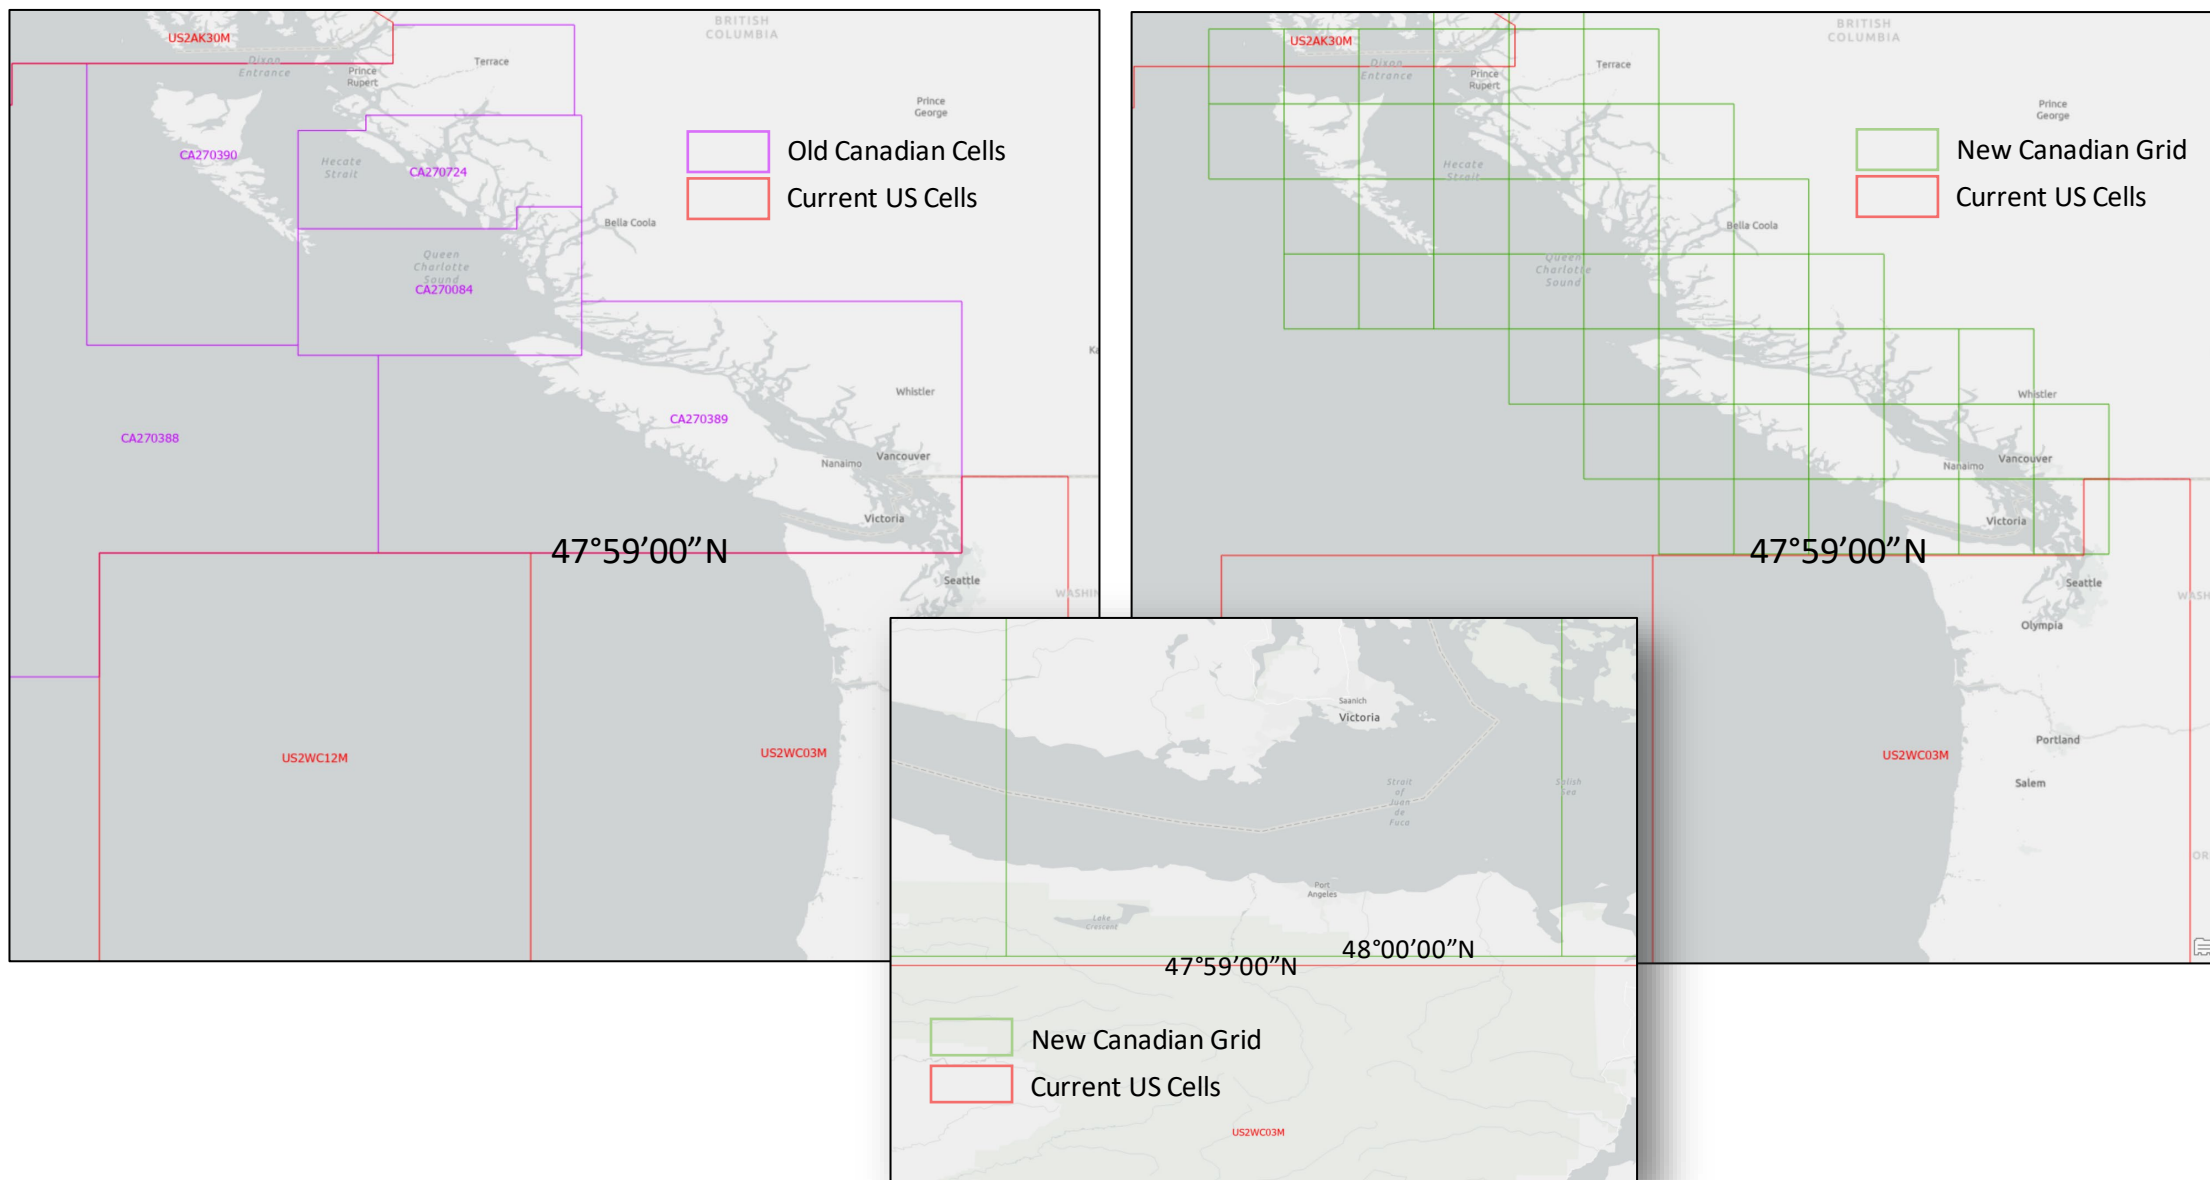 US2AK30M
BRITISH
COLUMBIA
Dixon
Entrance
Prince
Rupert
Terrace
Prince
George
Old Canadian Cells
Current US Cells
CA270390
Hecate
Strait
CA270724
Bella Coola
Queen
Charlotte
Sound
CA270084
Whistler
CA270389
CA270388
Nanaimo
Vancouver
Victoria
47°59’00”N
Seattle
US2WC12M
US2WC03M
US2AK30M
BRITISH
COLUMBIA
Dixon
Entrance
Prince
Rupert
Terrace
Prince
George
New Canadian Grid
Current US Cells
Hecate
Strait
Bella Coola
Queen
Charlotte
Sound
Whistler
Nanaimo
Vancouver
Victoria
47°59’00”N
Seattle
Olympia
US2WC03M
Portland
Salem
Saanich
Victoria
Strait
of
Juan
de
Fuca
Salish
Sea
Port
Angeles
Lake
Crescent
48°00’00”N
47°59’00”N
New Canadian Grid
Current US Cells
US2WC03M